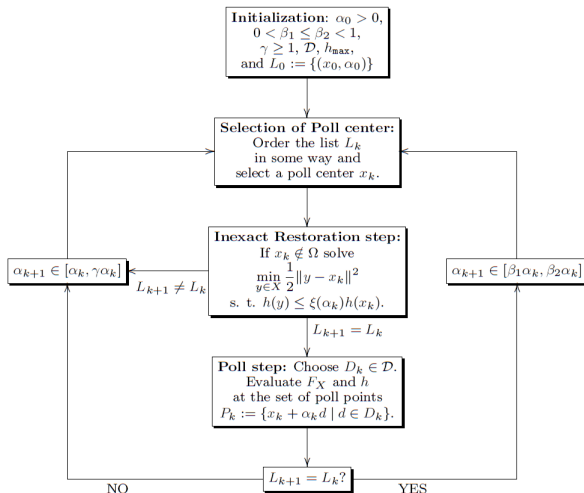 Initialization: α₀ > 0,
0 < β₁ ≤ β₂ < 1,
γ ≥ 1, 𝒟, h_max,
and L₀ := {(x₀, α₀)}
Selection of Poll center:
Order the list L_k
in some way and
select a poll center x_k.
Inexact Restoration step:
If x_k ∉ Ω solve
min_{y∈X} 1/2 ‖y − x_k‖²
s. t. h(y) ≤ ξ(α_k)h(x_k).
α_{k+1} ∈ [α_k, γα_k]
L_{k+1} ≠ L_k
α_{k+1} ∈ [β₁α_k, β₂α_k]
L_{k+1} = L_k
Poll step: Choose D_k ∈ 𝒟.
Evaluate F_X and h
at the set of poll points
P_k := {x_k + α_k d | d ∈ D_k}.
L_{k+1} = L_k?
NO
YES